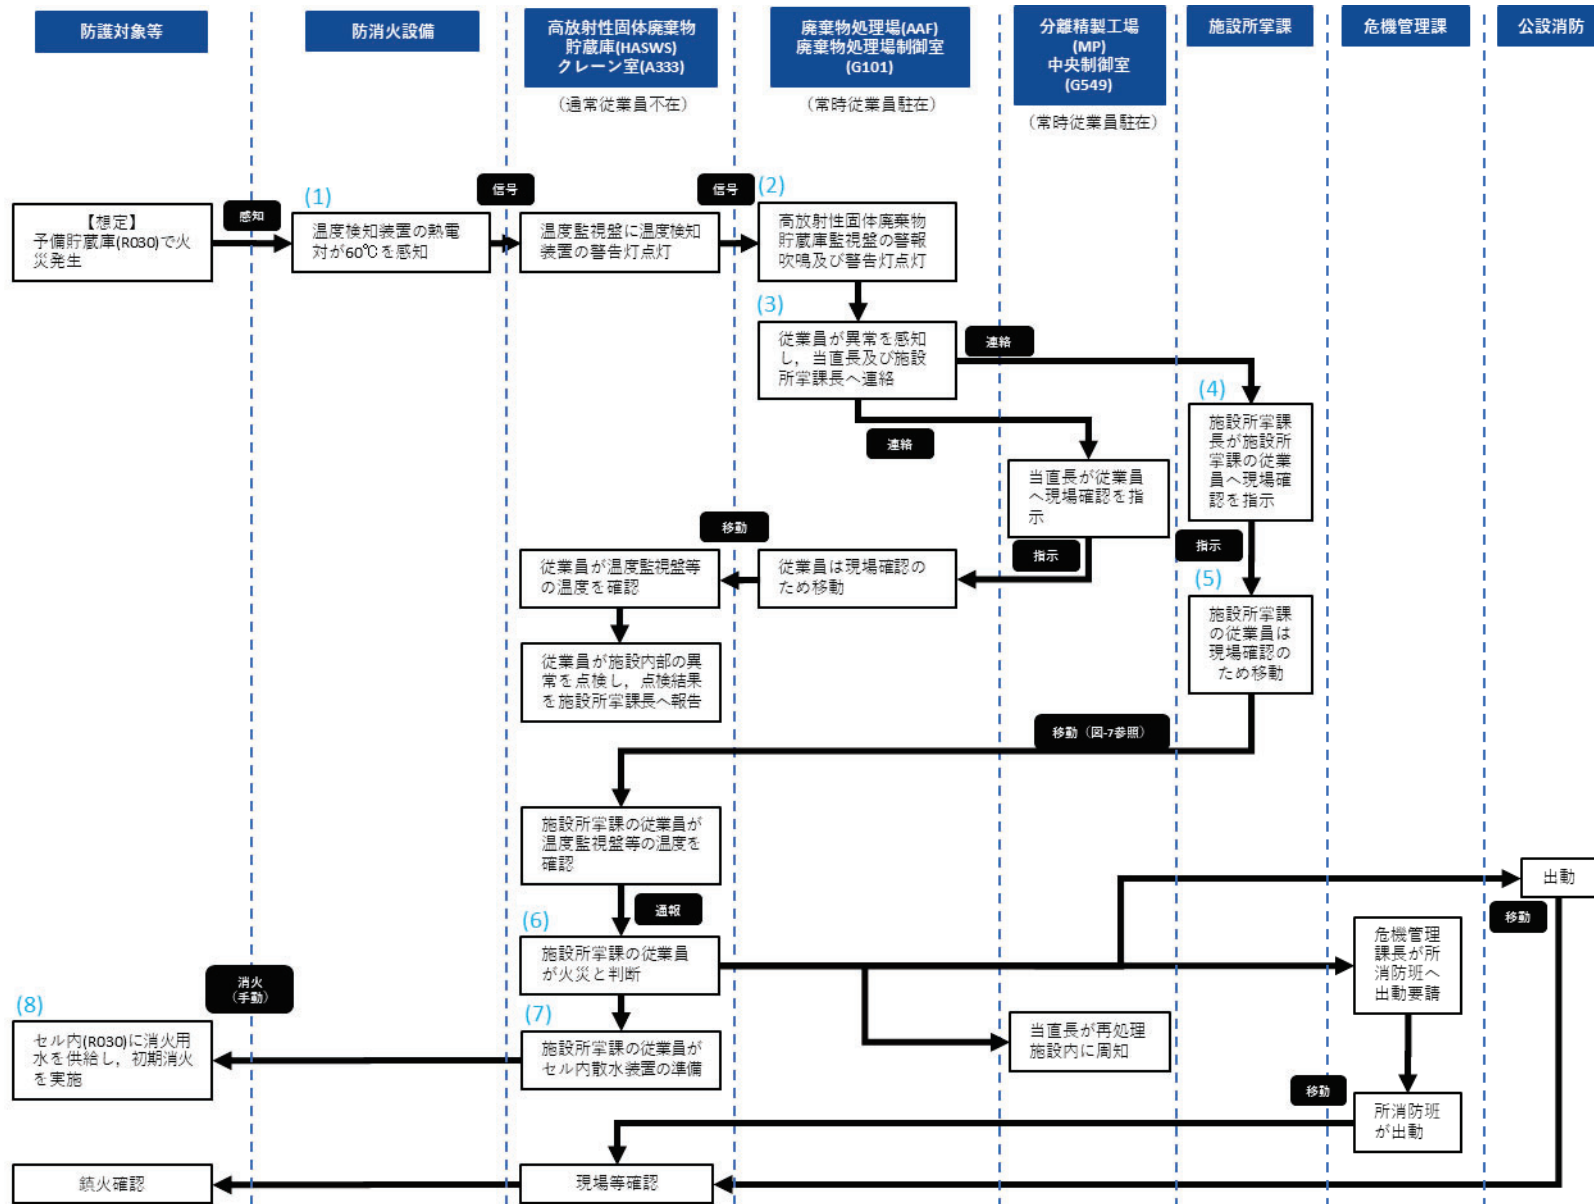 防護対象等
防消火設備
高放射性固体廃棄物
貯蔵庫(HASWS)
クレーン室(A333)
(通常従業員不在)
廃棄物処理場(AAF)
廃棄物処理場制御室
(G101)
(常時従業員駐在)
分離精製工場
(MP)
中央制御室
(G549)
(常時従業員駐在)
施設所掌課
危機管理課
公設消防
【想定】
予備貯蔵庫(R030)で火
災発生
感知
(1)
温度検知装置の熱電
対が60℃を感知
信号
温度監視盤に温度検知
装置の警告灯点灯
信号
(2)
高放射性固体廃棄物
貯蔵庫監視盤の警報
吹鳴及び警告灯点灯
(3)
従業員が異常を感知
し，当直長及び施設
所掌課長へ連絡
連絡
連絡
(4)
施設所掌課
長が施設所
掌課の従業
員へ現場確
認を指示
当直長が従業員
へ現場確認を指
示
指示
指示
従業員は現場確認の
ため移動
移動
従業員が温度監視盤等
の温度を確認
従業員が施設内部の異
常を点検し，点検結果
を施設所掌課長へ報告
(5)
施設所掌課
の従業員は
現場確認の
ため移動
移動（図-7参照）
施設所掌課の従業員が
温度監視盤等の温度を
確認
通報
(6)
施設所掌課の従業員
が火災と判断
出動
移動
危機管理
課長が所
消防班へ
出動要請
当直長が再処理
施設内に周知
(7)
施設所掌課の従業員が
セル内散水装置の準備
消火
（手動）
(8)
セル内(R030)に消火用
水を供給し，初期消火
を実施
移動
所消防班
が出動
現場等確認
鎮火確認